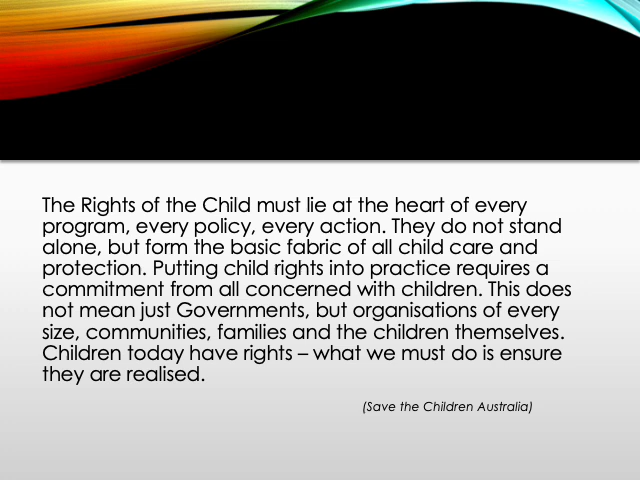 The Rights of the Child must lie at the heart of every
program, every policy, every action. They do not stand
alone, but form the basic fabric of all child care and
protection. Putting child rights into practice requires a
commitment from all concerned with children. This does
not mean just Governments, but organisations of every
size, communities, families and the children themselves.
Children today have rights – what we must do is ensure
they are realised.
(Save the Children Australia)